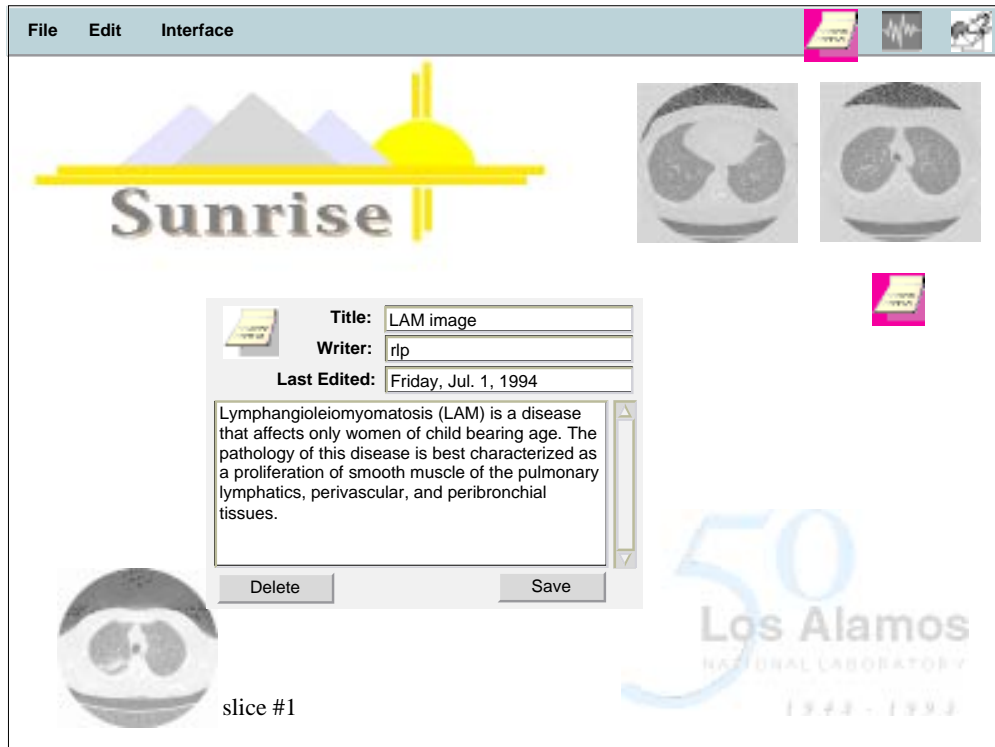 File Edit Interface
Sunrise
Title: LAM image
Writer: rlp
Last Edited: Friday, Jul. 1, 1994
Lymphangioleiomyomatosis (LAM) is a disease
that affects only women of child bearing age. The
pathology of this disease is best characterized as
a proliferation of smooth muscle of the pulmonary
lymphatics, perivascular, and peribronchial
tissues.
Delete Save
slice #1
50
Los Alamos
NATIONAL LABORATORY
1943 - 1993